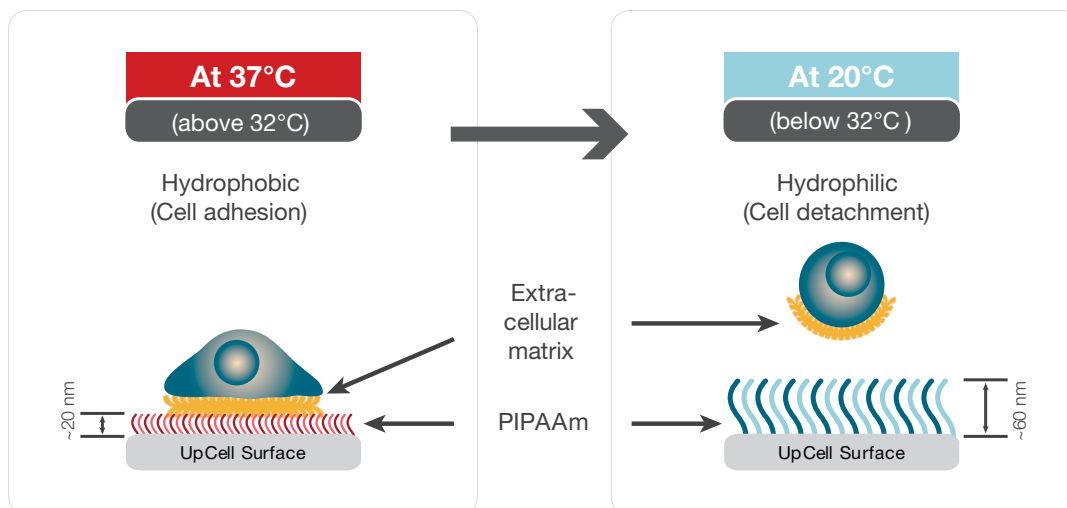 At 37°C
(above 32°C)
Hydrophobic
(Cell adhesion)
At 20°C
(below 32°C )
Hydrophilic
(Cell detachment)
Extra-
cellular
matrix
PIPAAm
~20 nm
UpCell Surface
~60 nm
UpCell Surface